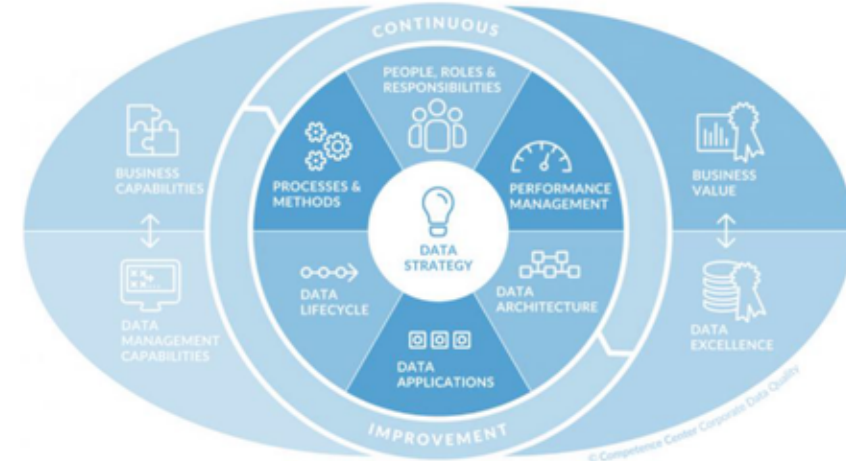 CONTINUOUS
PEOPLE, ROLES &
RESPONSIBILITIES
BUSINESS
CAPABILITIES
PROCESSES &
METHODS
PERFORMANCE
MANAGEMENT
BUSINESS
VALUE
DATA
STRATEGY
DATA
MANAGEMENT
CAPABILITIES
DATA
LIFECYCLE
DATA
ARCHITECTURE
DATA
EXCELLENCE
DATA
APPLICATIONS
IMPROVEMENT
© Competence Center Corporate Data Quality